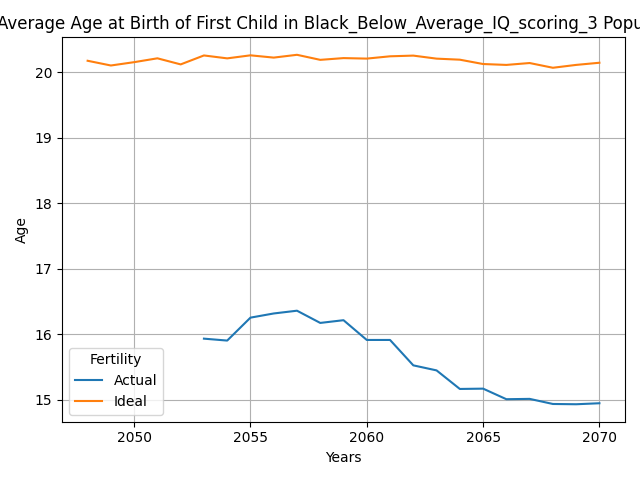 Average Age at Birth of First Child in Black_Below_Average_IQ_scoring_3 Popu
20
19
18
17
16
15
Age
Fertility
Actual
Ideal
2050 2055 2060 2065 2070
Years